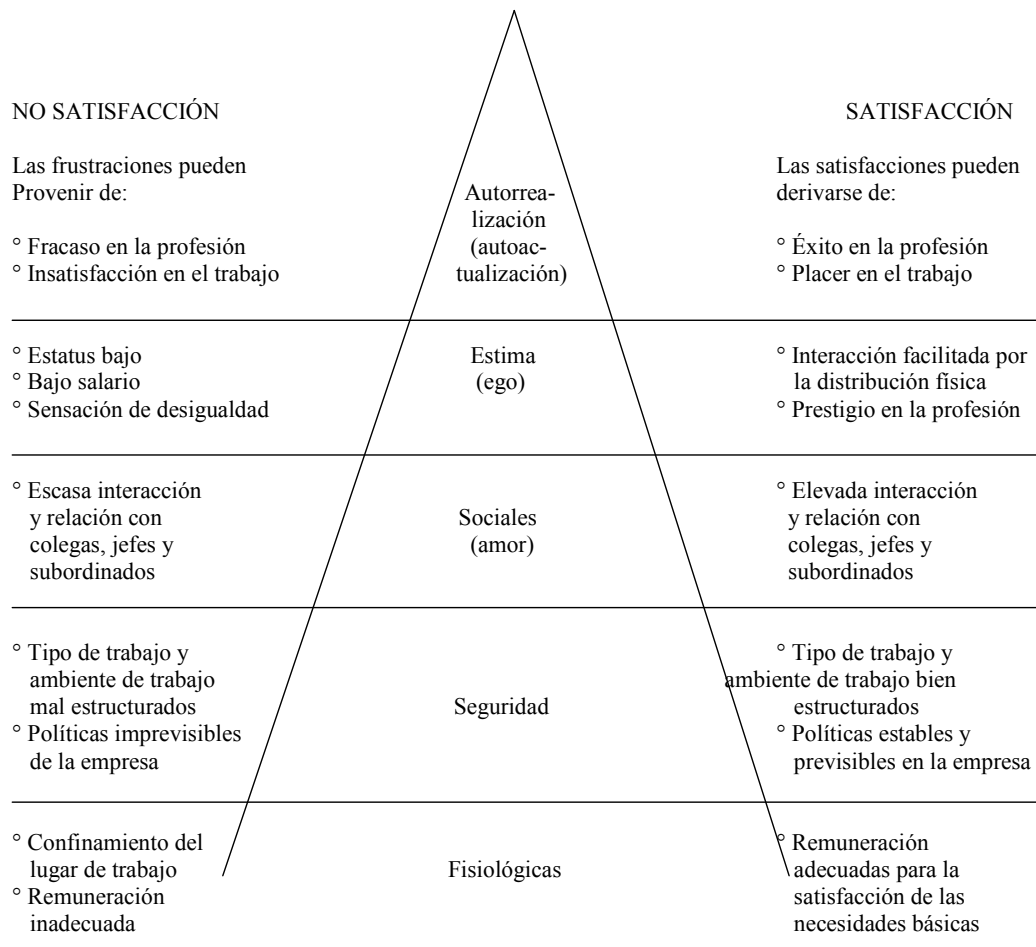 NO SATISFACCIÓN
SATISFACCIÓN
Las frustraciones pueden
Provenir de:
° Fracaso en la profesión
° Insatisfacción en el trabajo
Autorrea-
lización
(autoac-
tualización)
Las satisfacciones pueden
derivarse de:
° Éxito en la profesión
° Placer en el trabajo
° Estatus bajo
° Bajo salario
° Sensación de desigualdad
Estima
(ego)
° Interacción facilitada por
la distribución física
° Prestigio en la profesión
° Escasa interacción
y relación con
colegas, jefes y
subordinados
Sociales
(amor)
° Elevada interacción
y relación con
colegas, jefes y
subordinados
° Tipo de trabajo y
ambiente de trabajo
mal estructurados
° Políticas imprevisibles
de la empresa
Seguridad
° Tipo de trabajo y
ambiente de trabajo bien
estructurados
° Políticas estables y
previsibles en la empresa
° Confinamiento del
lugar de trabajo
° Remuneración
inadecuada
Fisiológicas
° Remuneración
adecuadas para la
satisfacción de las
necesidades básicas